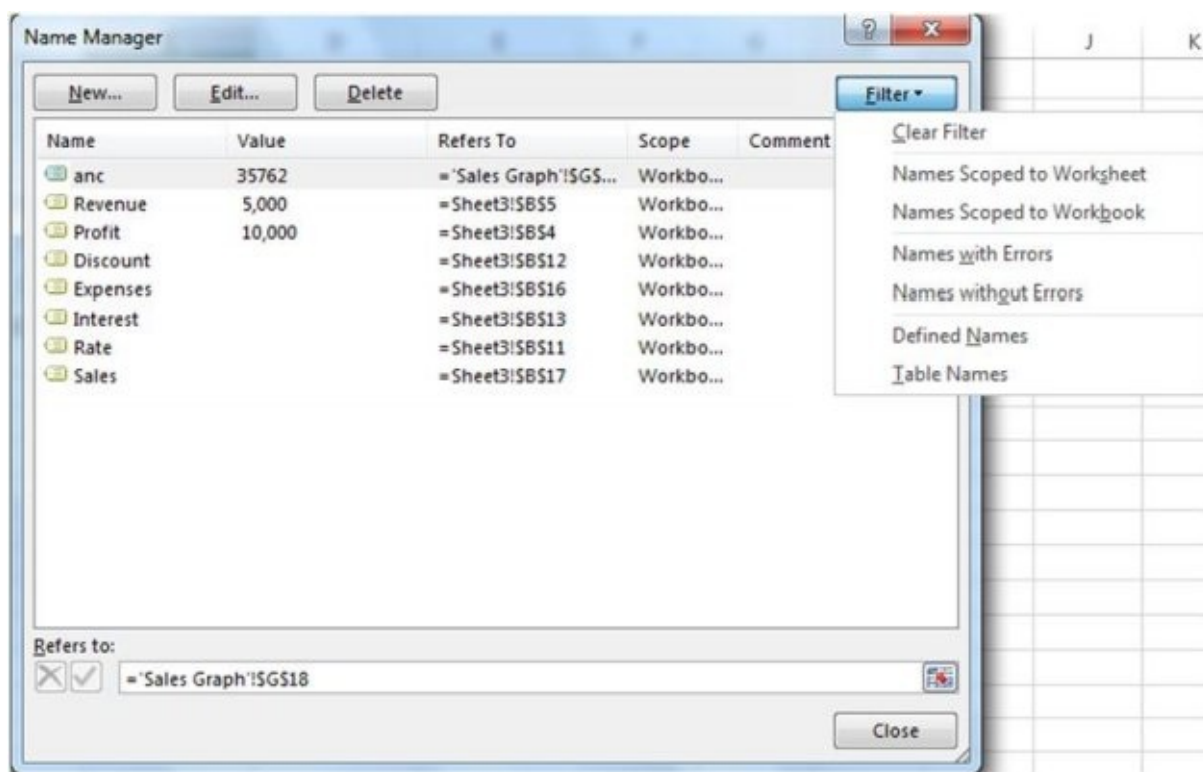 Name Manager
J K
New... Edit... Delete Filter
Name Value Refers To Scope Comment
anc 35762 ='Sales Graph'!$G$... Workbo...
Revenue 5,000 =Sheet3!$B$5 Workbo...
Profit 10,000 =Sheet3!$B$4 Workbo...
Discount =Sheet3!$B$12 Workbo...
Expenses =Sheet3!$B$16 Workbo...
Interest =Sheet3!$B$13 Workbo...
Rate =Sheet3!$B$11 Workbo...
Sales =Sheet3!$B$17 Workbo...
Clear Filter
Names Scoped to Worksheet
Names Scoped to Workbook
Names with Errors
Names without Errors
Defined Names
Table Names
Refers to:
='Sales Graph'!$G$18
Close